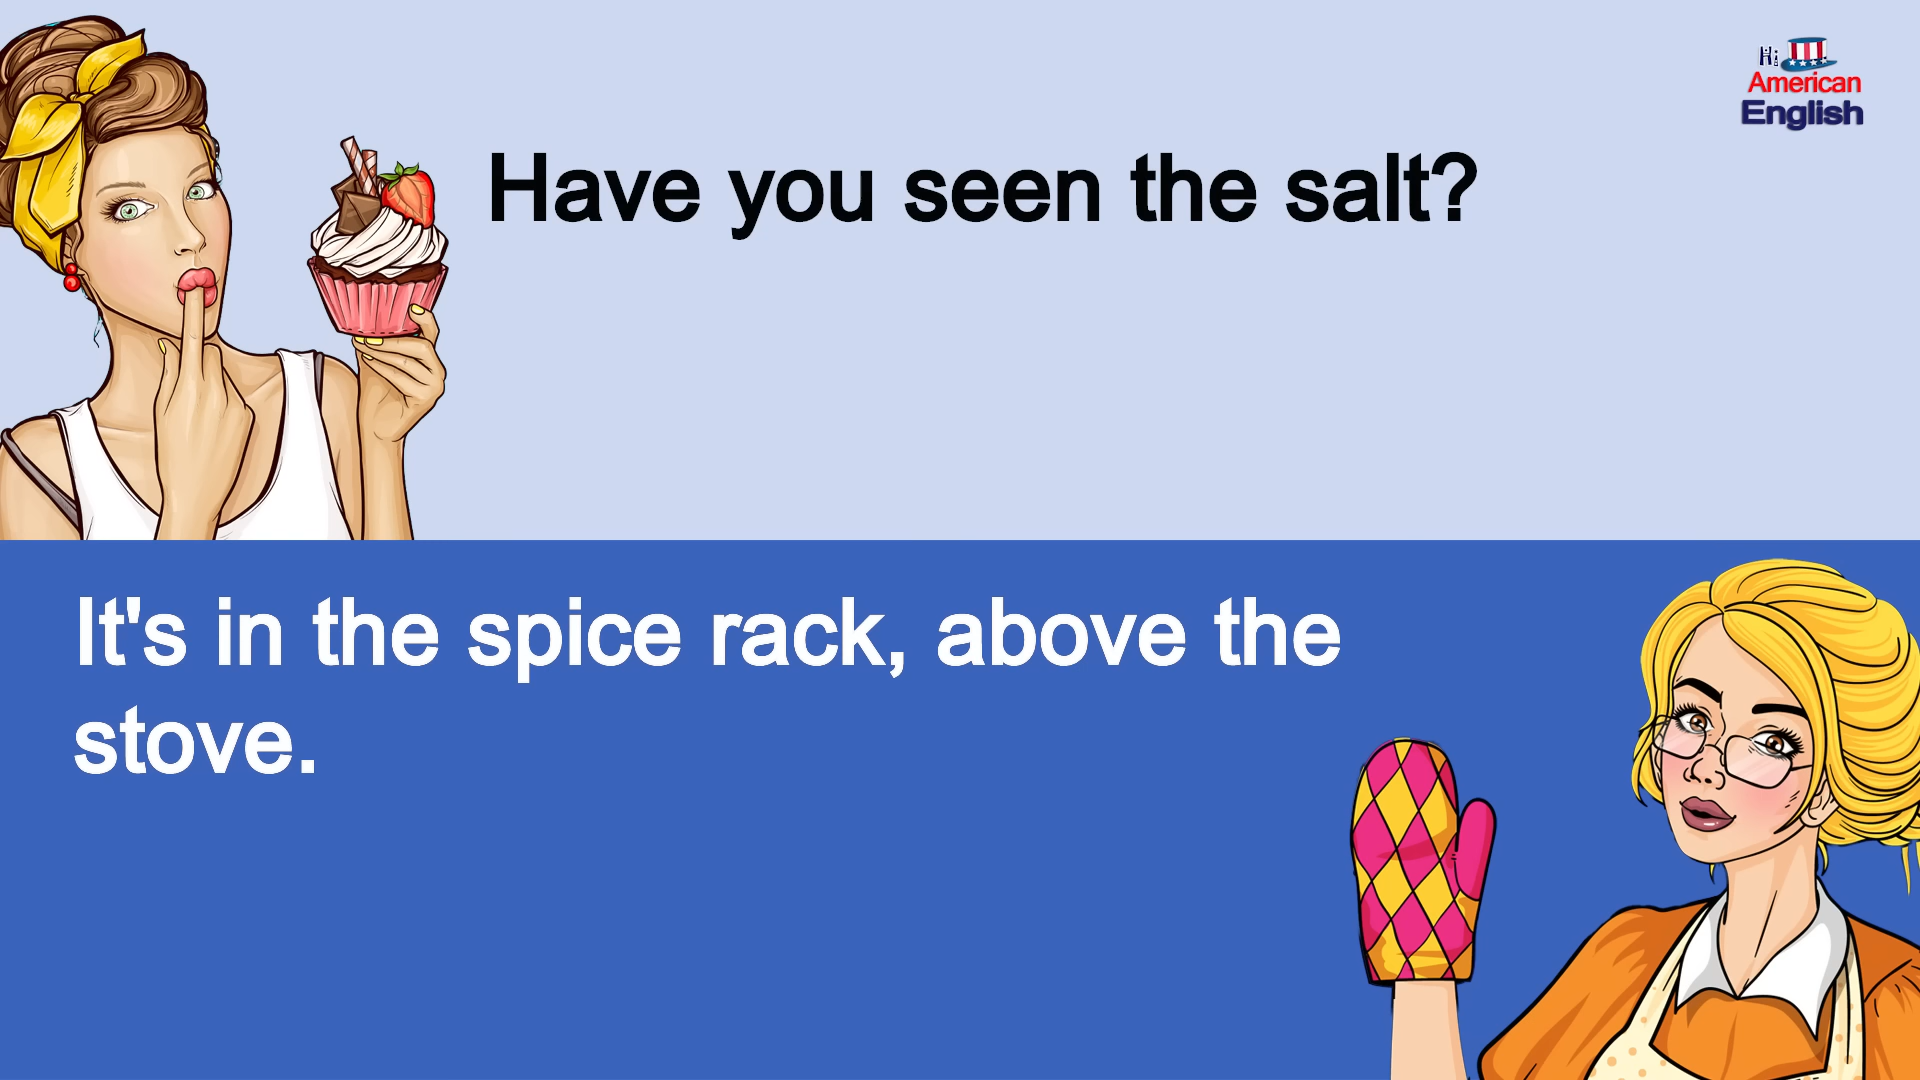 Hi
American
English
Have you seen the salt?
It's in the spice rack, above the
stove.